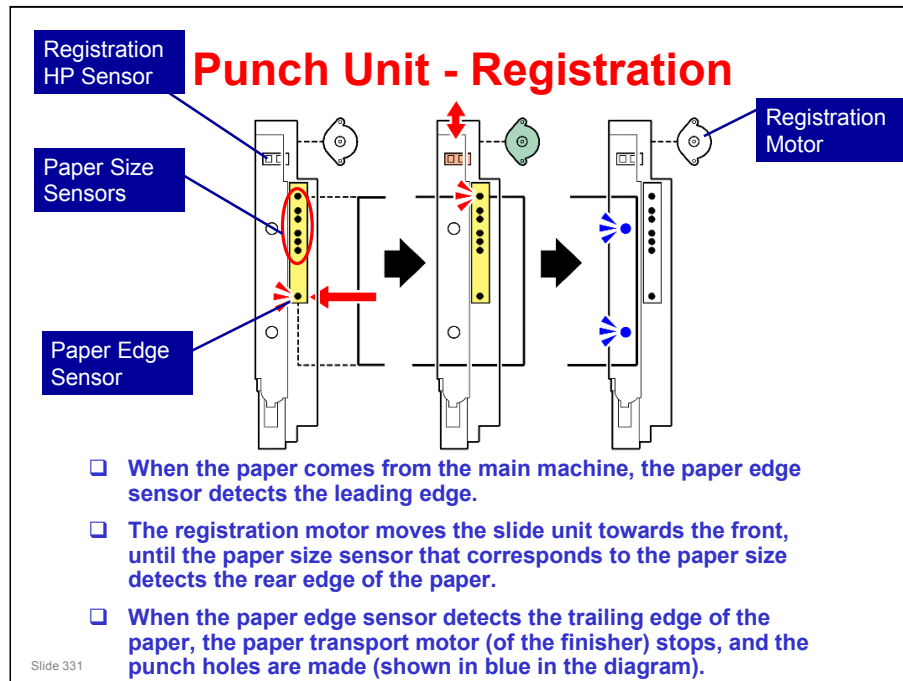 Registration
HP Sensor
Punch Unit - Registration
Registration
Motor
Paper Size
Sensors
Paper Edge
Sensor
❑ When the paper comes from the main machine, the paper edge
sensor detects the leading edge.
❑ The registration motor moves the slide unit towards the front,
until the paper size sensor that corresponds to the paper size
detects the rear edge of the paper.
❑ When the paper edge sensor detects the trailing edge of the
paper, the paper transport motor (of the finisher) stops, and the
punch holes are made (shown in blue in the diagram).
Slide 331